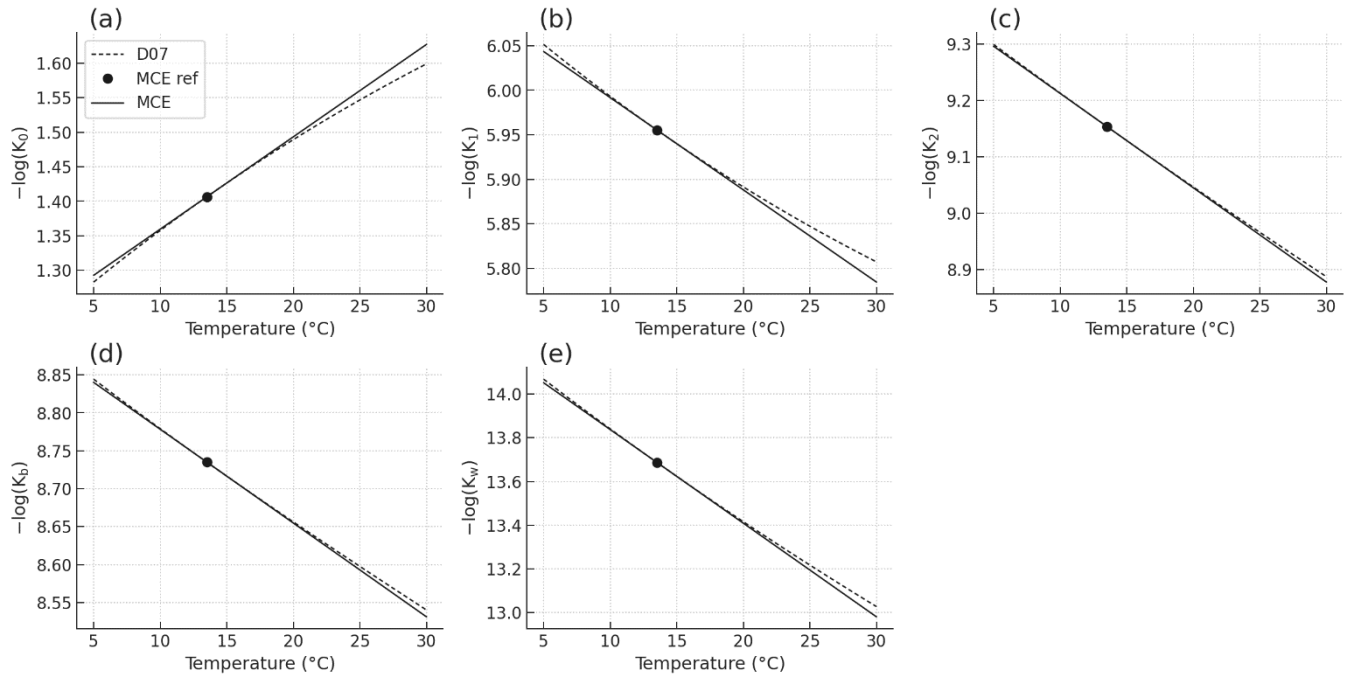 (a)
−log(K₀)
1.60
1.55
1.50
1.45
1.40
1.35
1.30
D07
MCE ref
MCE
5 10 15 20 25 30
Temperature (°C)
(b)
−log(K₁)
6.05
6.00
5.95
5.90
5.85
5.80
5 10 15 20 25 30
Temperature (°C)
(c)
−log(K₂)
9.3
9.2
9.1
9.0
8.9
5 10 15 20 25 30
Temperature (°C)
(d)
−log(K_b)
8.85
8.80
8.75
8.70
8.65
8.60
8.55
5 10 15 20 25 30
Temperature (°C)
(e)
−log(K_w)
14.0
13.8
13.6
13.4
13.2
13.0
5 10 15 20 25 30
Temperature (°C)